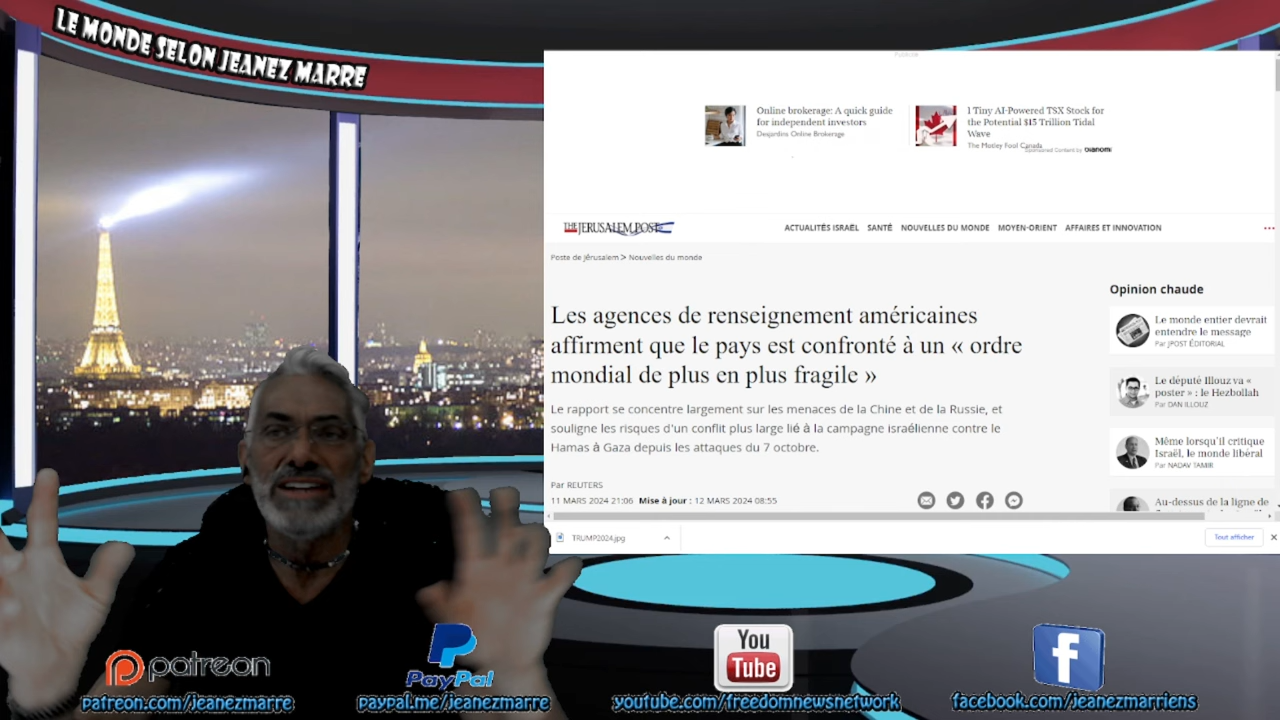 LE MONDE SELON JEANEZ MARRE
Publicité
Online brokerage: A quick guide
for independent investors
Desjardins Online Brokerage
1 Tiny AI-Powered TSX Stock for
the Potential $15 Trillion Tidal
Wave
The Motley Fool Canada
Sponsored Content by
THE JERUSALEM POST
ACTUALITÉS ISRAËL SANTÉ NOUVELLES DU MONDE MOYEN-ORIENT AFFAIRES ET INNOVATION
Poste de Jérusalem > Nouvelles du monde
Les agences de renseignement américaines
affirment que le pays est confronté à un « ordre
mondial de plus en plus fragile »
Le rapport se concentre largement sur les menaces de la Chine et de la Russie, et
souligne les risques d'un conflit plus large lié à la campagne israélienne contre le
Hamas à Gaza depuis les attaques du 7 octobre.
Par REUTERS
11 MARS 2024 21:06 Mise à jour : 12 MARS 2024 08:55
Opinion chaude
Le monde entier devrait
entendre le message
Par JPOST ÉDITORIAL
Le député Illouz va «
poster » : le Hezbollah
Par DAN ILLOUZ
Même lorsqu'il critique
Israël, le monde libéral
Par NADAV TAMIR
Au-dessus de la ligne de
TRUMP2024.jpg
Tout afficher
patreon
patreon.com/jeanezmarre
PayPal
paypal.me/jeanezmarre
You
Tube
youtube.com/freedomnewsnetwork
f
facebook.com/jeanezmarriens